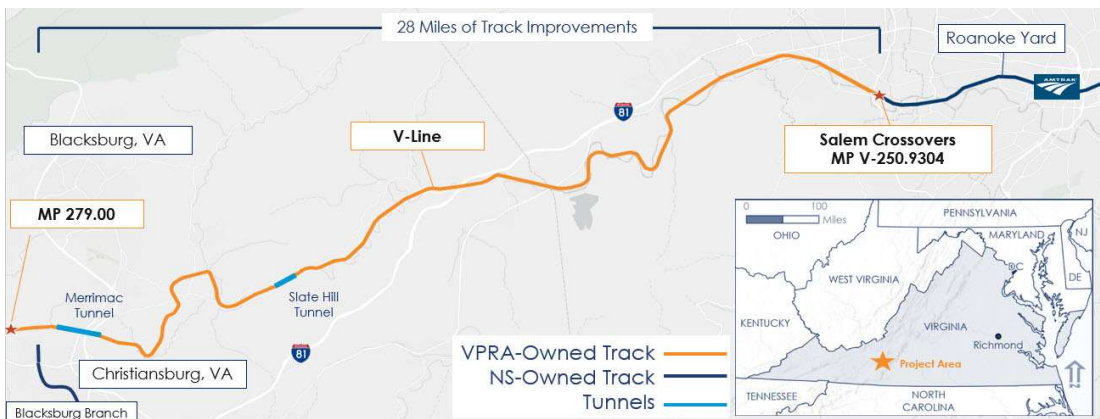 28 Miles of Track Improvements
Roanoke Yard
AMTRAK
81
Blacksburg, VA
V-Line
Salem Crossovers
MP V-250.9304
MP 279.00
Merrimac
Tunnel
Slate Hill
Tunnel
81
Christiansburg, VA
Blacksburg Branch
VPRA-Owned Track
NS-Owned Track
Tunnels
0 100
Miles
PENNSYLVANIA
OHIO
MARYLAND
NJ
DC
DE
WEST VIRGINIA
KENTUCKY
VIRGINIA
Richmond
Project Area
TENNESSEE
NORTH
CAROLINA